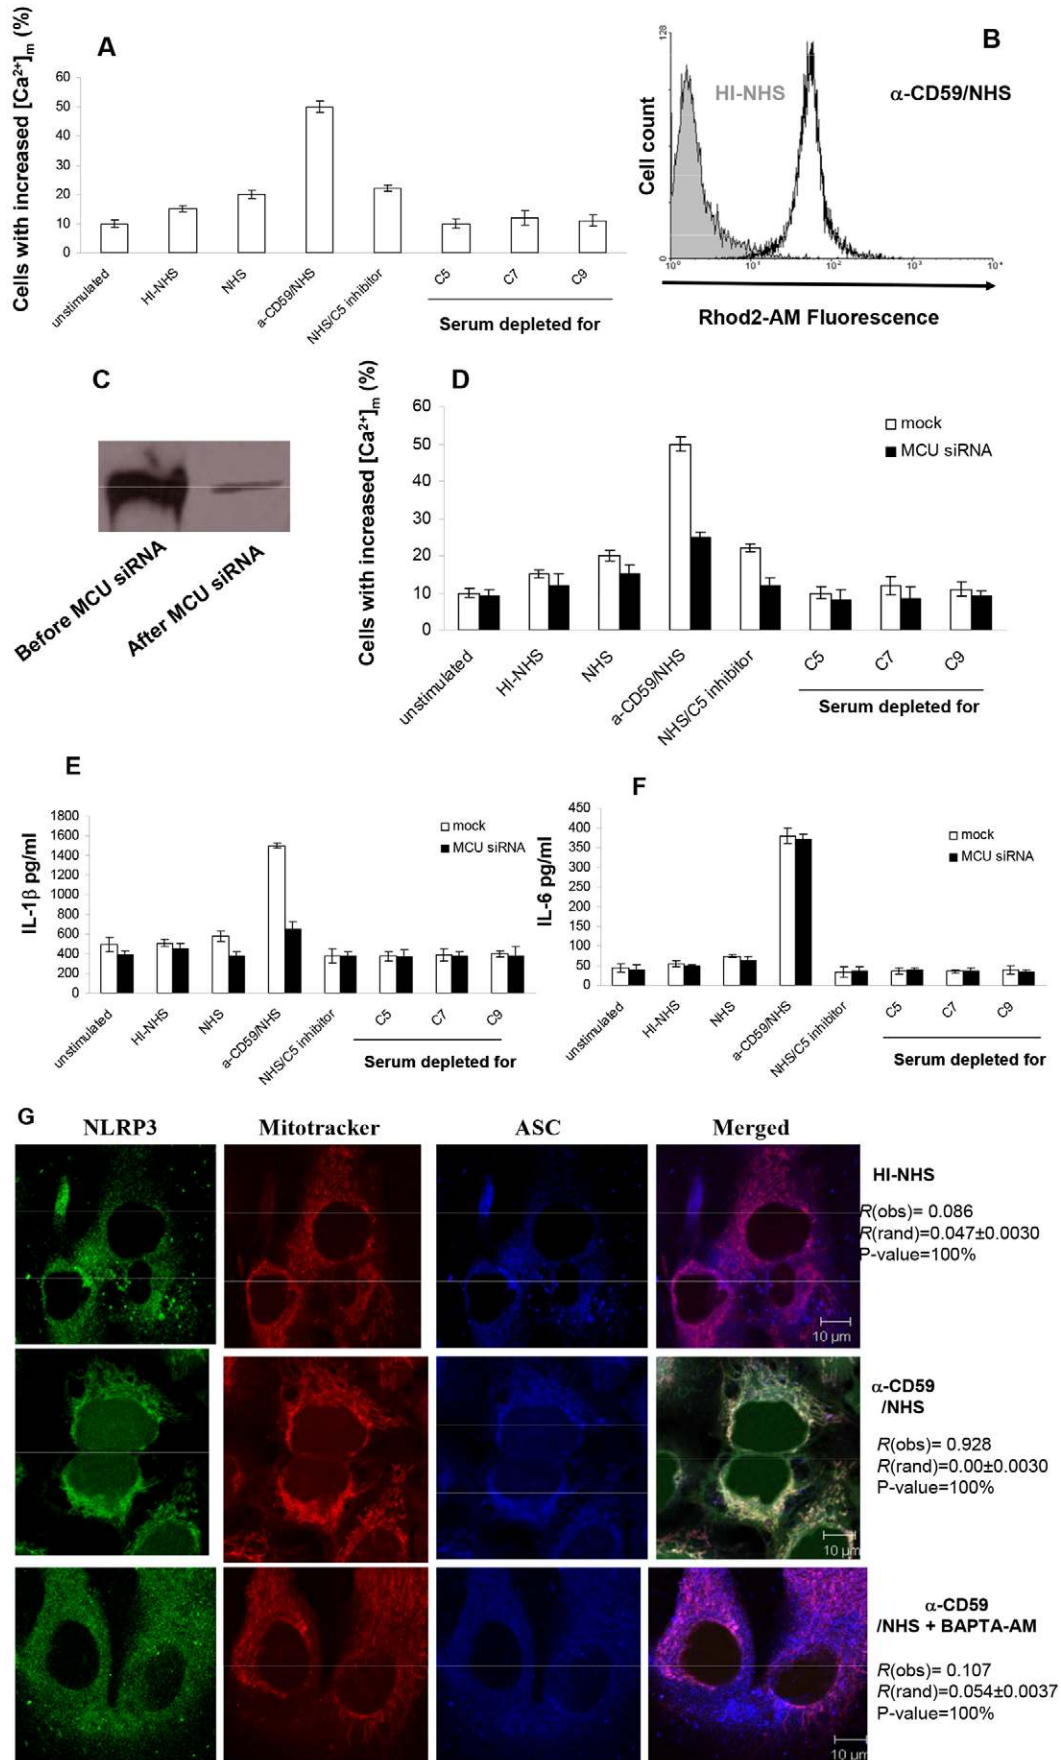 A
Cells with increased [Ca²⁺]m (%)
60
50
40
30
20
10
0
unstimulated
HI-NHS
NHS
a-CD59/NHS
NHS/C5 inhibitor
C5
C7
C9
Serum depleted for
B
Cell count
128
0
HI-NHS
α-CD59/NHS
10⁰
10¹
10²
10³
10⁴
Rhod2-AM Fluorescence
C
Before MCU siRNA
After MCU siRNA
D
Cells with increased [Ca²⁺]m (%)
60
50
40
30
20
10
0
mock
MCU siRNA
unstimulated
HI-NHS
NHS
a-CD59/NHS
NHS/C5 inhibitor
C5
C7
C9
Serum depleted for
E
IL-1β pg/ml
1800
1600
1400
1200
1000
800
600
400
200
0
mock
MCU siRNA
unstimulated
HI-NHS
NHS
a-CD59/NHS
NHS/C5 inhibitor
C5
C7
C9
Serum depleted for
F
IL-6 pg/ml
450
400
350
300
250
200
150
100
50
0
mock
MCU siRNA
unstimulated
HI-NHS
NHS
a-CD59/NHS
NHS/C5 inhibitor
C5
C7
C9
Serum depleted for
G
NLRP3 Mitotracker ASC Merged
HI-NHS
R(obs)= 0.086
R(rand)=0.047±0.0030
P-value=100%
10 µm
α-CD59
/NHS
R(obs)= 0.928
R(rand)=0.00±0.0030
P-value=100%
10 µm
α-CD59
/NHS + BAPTA-AM
R(obs)= 0.107
R(rand)=0.054±0.0037
P-value=100%
10 µm